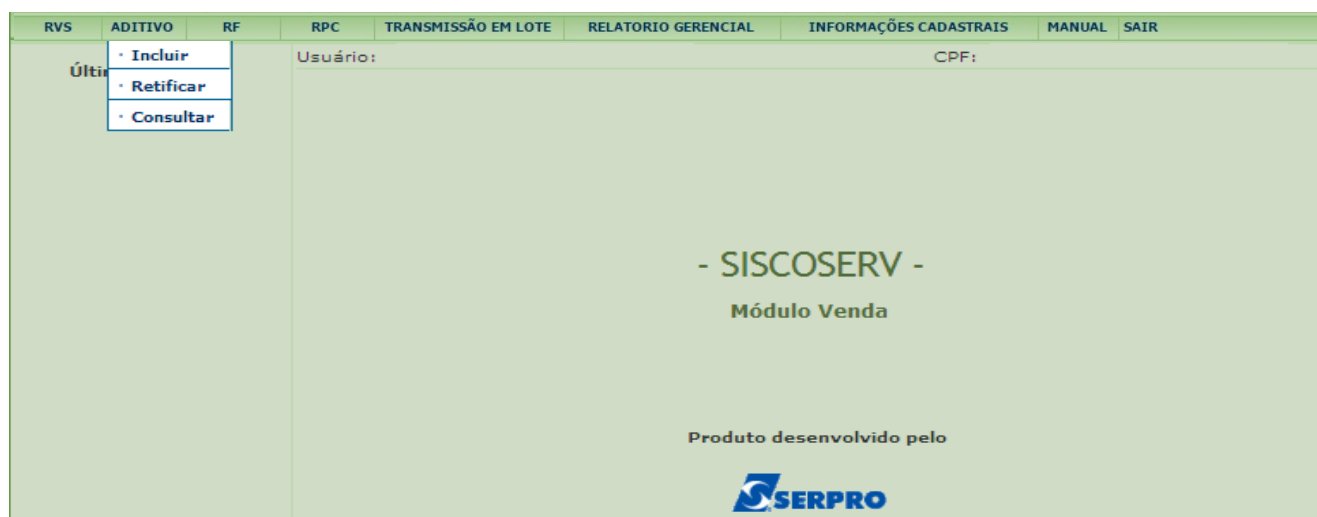 RVS ADITIVO RF RPC TRANSMISSÃO EM LOTE RELATORIO GERENCIAL INFORMAÇÕES CADASTRAIS MANUAL SAIR
· Incluir
· Retificar
· Consultar
Usuário: CPF:
- SISCOSERV -
Módulo Venda
Produto desenvolvido pelo
SERPRO